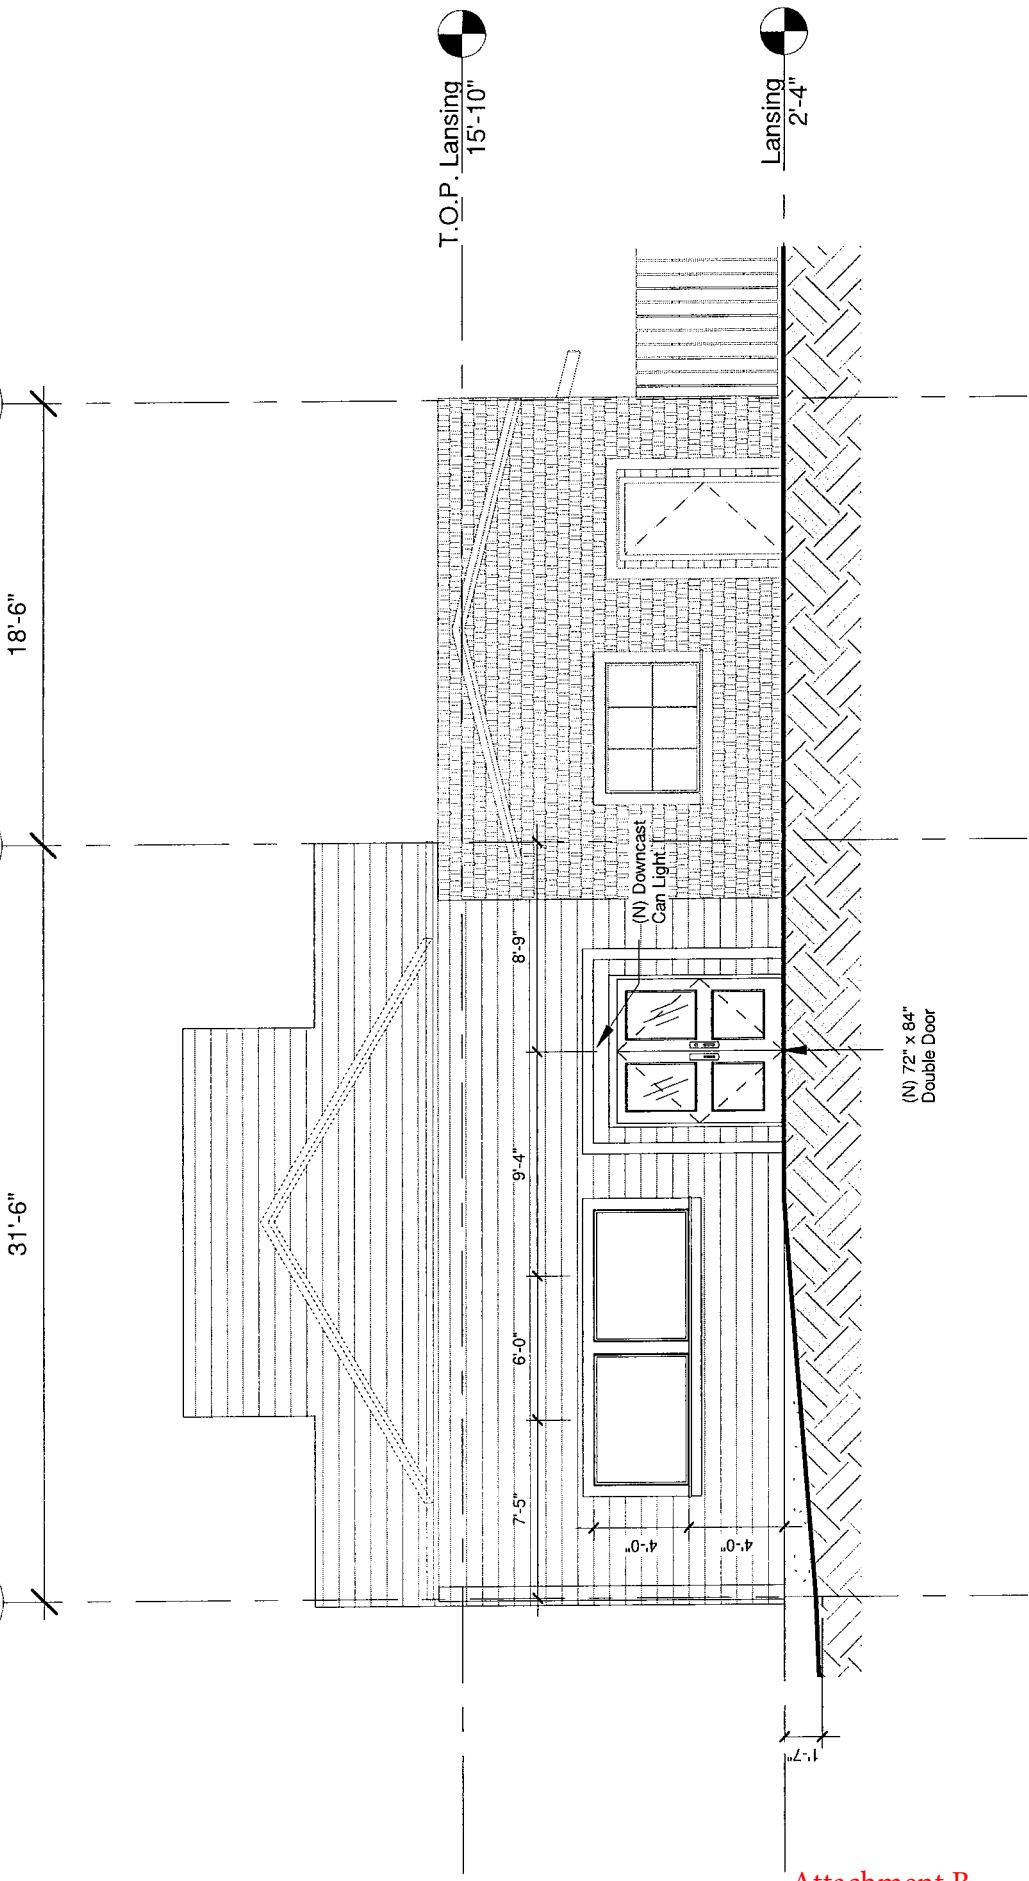 31'-6"
18'-6"
T.O.P. Lansing
15'-10"
Lansing
2'-4"
7'-5"
6'-0"
9'-4"
8'-9"
(N) Downcast
Can Light
4'-0"
4'-0"
1'-7"
(N) 72" x 84"
Double Door
Attachment B